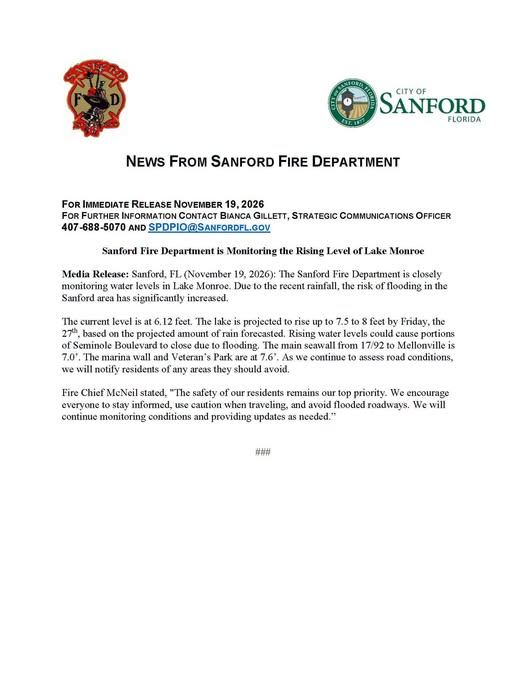 SANFORD
F F D
CITY OF
SANFORD
FLORIDA
CITY OF SANFORD, FLORIDA
EST. 1877
NEWS FROM SANFORD FIRE DEPARTMENT
FOR IMMEDIATE RELEASE NOVEMBER 19, 2026
FOR FURTHER INFORMATION CONTACT BIANCA GILLETT, STRATEGIC COMMUNICATIONS OFFICER
407-688-5070 AND SPDPIO@SANFORDFL.GOV
Sanford Fire Department is Monitoring the Rising Level of Lake Monroe
Media Release: Sanford, FL (November 19, 2026): The Sanford Fire Department is closely
monitoring water levels in Lake Monroe. Due to the recent rainfall, the risk of flooding in the
Sanford area has significantly increased.
The current level is at 6.12 feet. The lake is projected to rise up to 7.5 to 8 feet by Friday, the
27th, based on the projected amount of rain forecasted. Rising water levels could cause portions
of Seminole Boulevard to close due to flooding. The main seawall from 17/92 to Mellonville is
7.0’. The marina wall and Veteran’s Park are at 7.6’. As we continue to assess road conditions,
we will notify residents of any areas they should avoid.
Fire Chief McNeil stated, "The safety of our residents remains our top priority. We encourage
everyone to stay informed, use caution when traveling, and avoid flooded roadways. We will
continue monitoring conditions and providing updates as needed.”
###